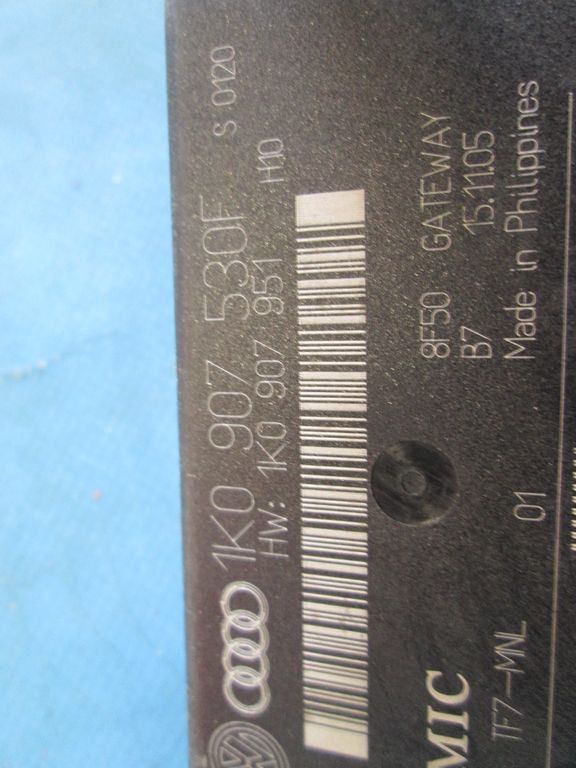 1K0 907 530F S 0120
HW: 1K0 907 951 H10
8F50 GATEWAY
B7 15.11.05
Made in Philippines
MIC
TF7-MNL 01